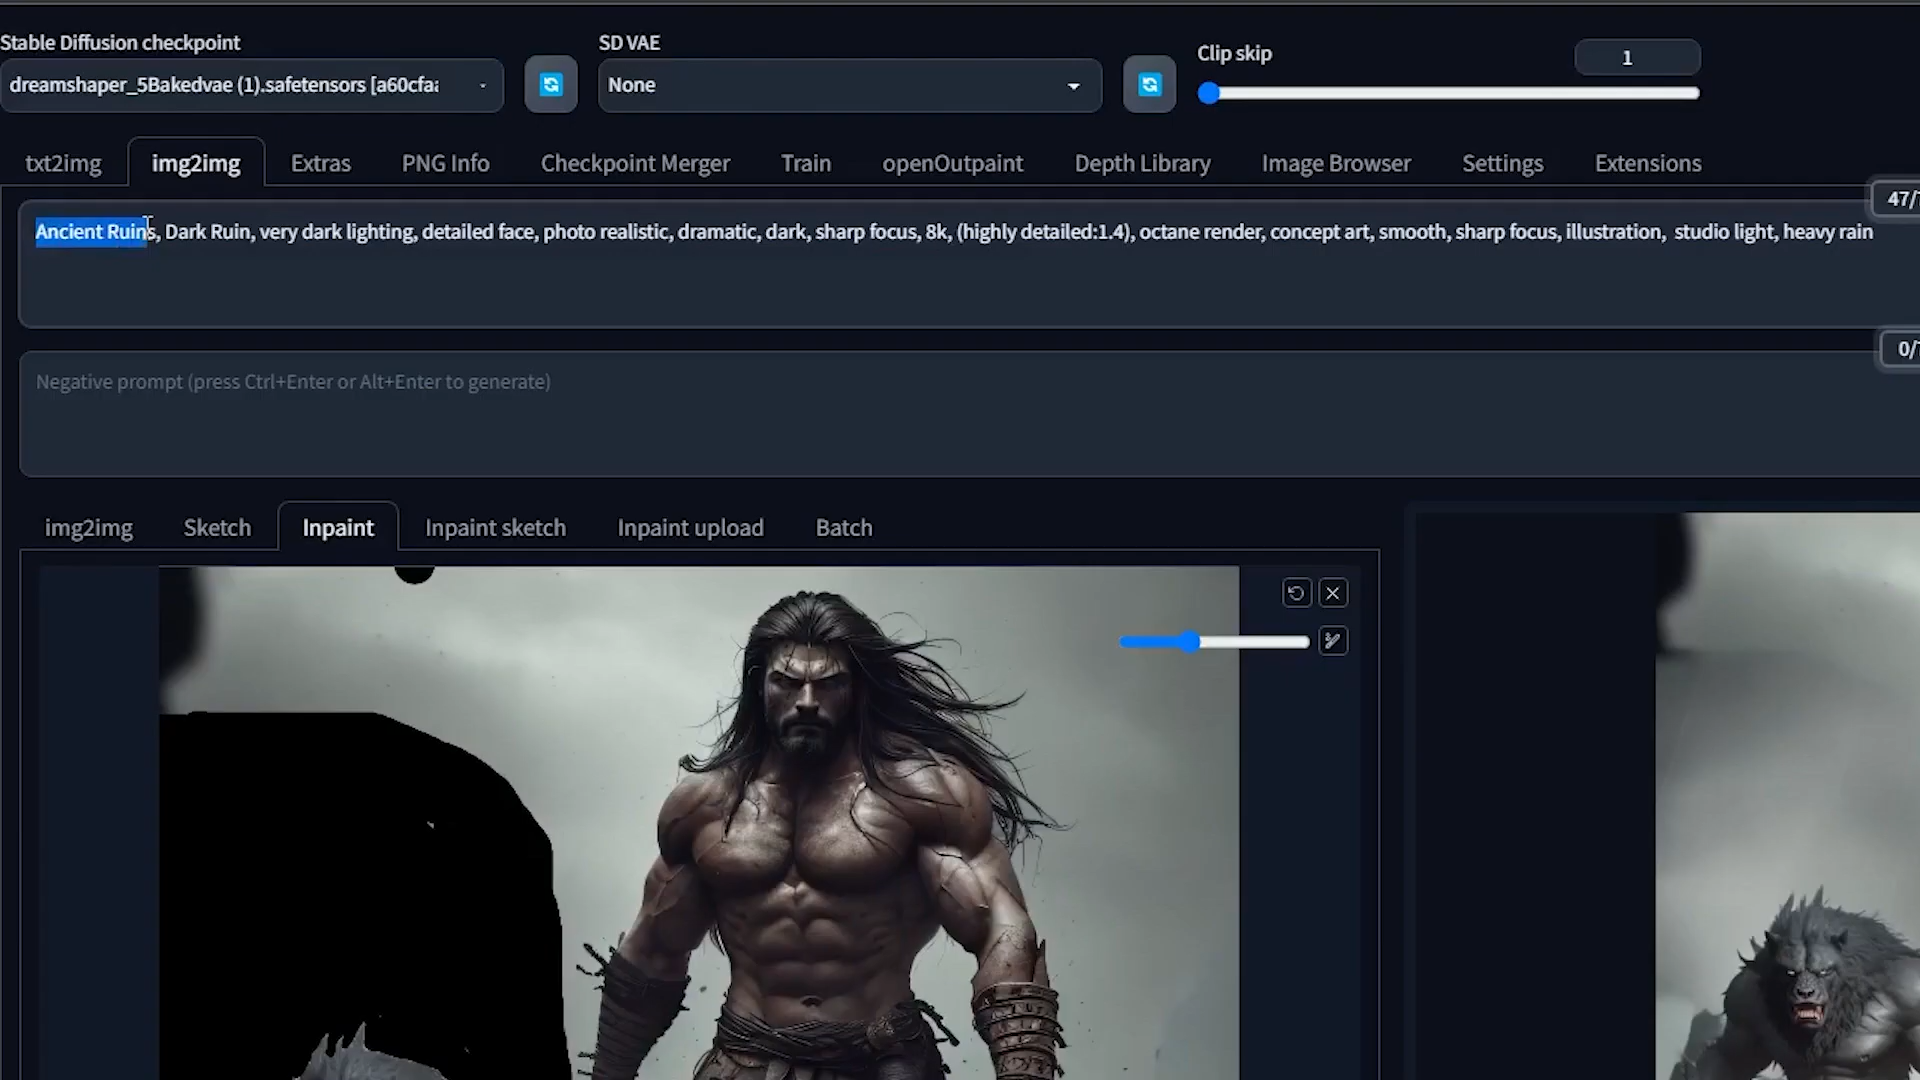 Stable Diffusion checkpoint
SD VAE
Clip skip
1
dreamshaper_5Bakedvae (1).safetensors [a60cfa
None
txt2img
img2img
Extras
PNG Info
Checkpoint Merger
Train
openOutpaint
Depth Library
Image Browser
Settings
Extensions
47/
Ancient Ruins, Dark Ruin, very dark lighting, detailed face, photo realistic, dramatic, dark, sharp focus, 8k, (highly detailed:1.4), octane render, concept art, smooth, sharp focus, illustration, studio light, heavy rain
0/
Negative prompt (press Ctrl+Enter or Alt+Enter to generate)
img2img
Sketch
Inpaint
Inpaint sketch
Inpaint upload
Batch